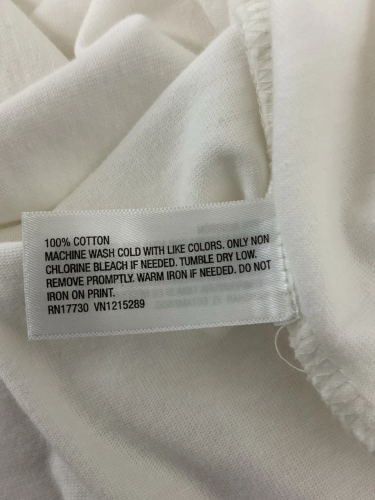 100% COTTON
MACHINE WASH COLD WITH LIKE COLORS. ONLY NON
CHLORINE BLEACH IF NEEDED. TUMBLE DRY LOW.
REMOVE PROMPTLY. WARM IRON IF NEEDED. DO NOT
IRON ON PRINT.
RN17730 VN1215289